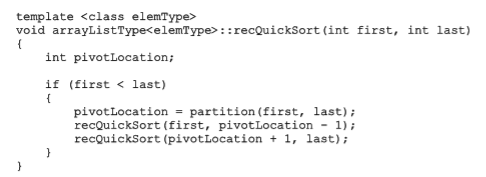 template <class elemType>
void arrayListType<elemType>::recQuickSort(int first, int last)
{
    int pivotLocation;

    if (first < last)
    {
        pivotLocation = partition(first, last);
        recQuickSort(first, pivotLocation - 1);
        recQuickSort(pivotLocation + 1, last);
    }
}